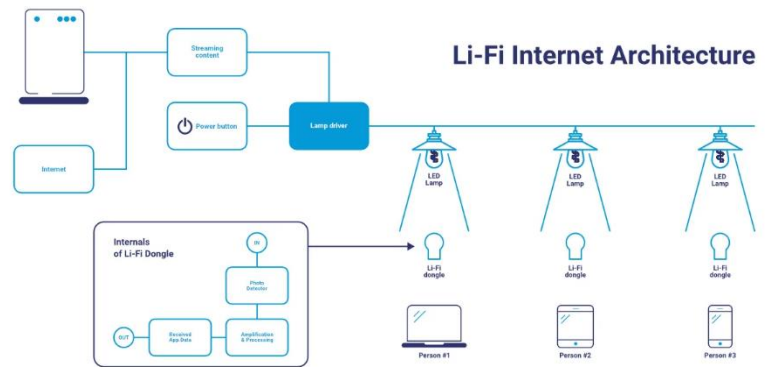 Li-Fi Internet Architecture
Streaming
content
Power button
Lamp driver
Internet
LED
Lamp
LED
Lamp
LED
Lamp
Internals
of Li-Fi Dongle
IN
Photo
Detector
Amplification
& Processing
Received
App Data
OUT
Li-Fi
dongle
Li-Fi
dongle
Li-Fi
dongle
Person #1
Person #2
Person #3